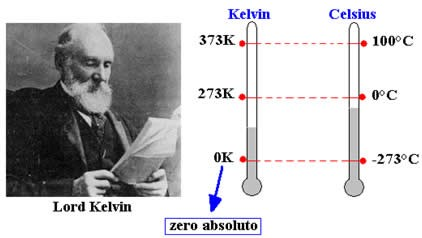 Kelvin Celsius
373K 100°C
273K 0°C
0K -273°C
Lord Kelvin
zero absoluto